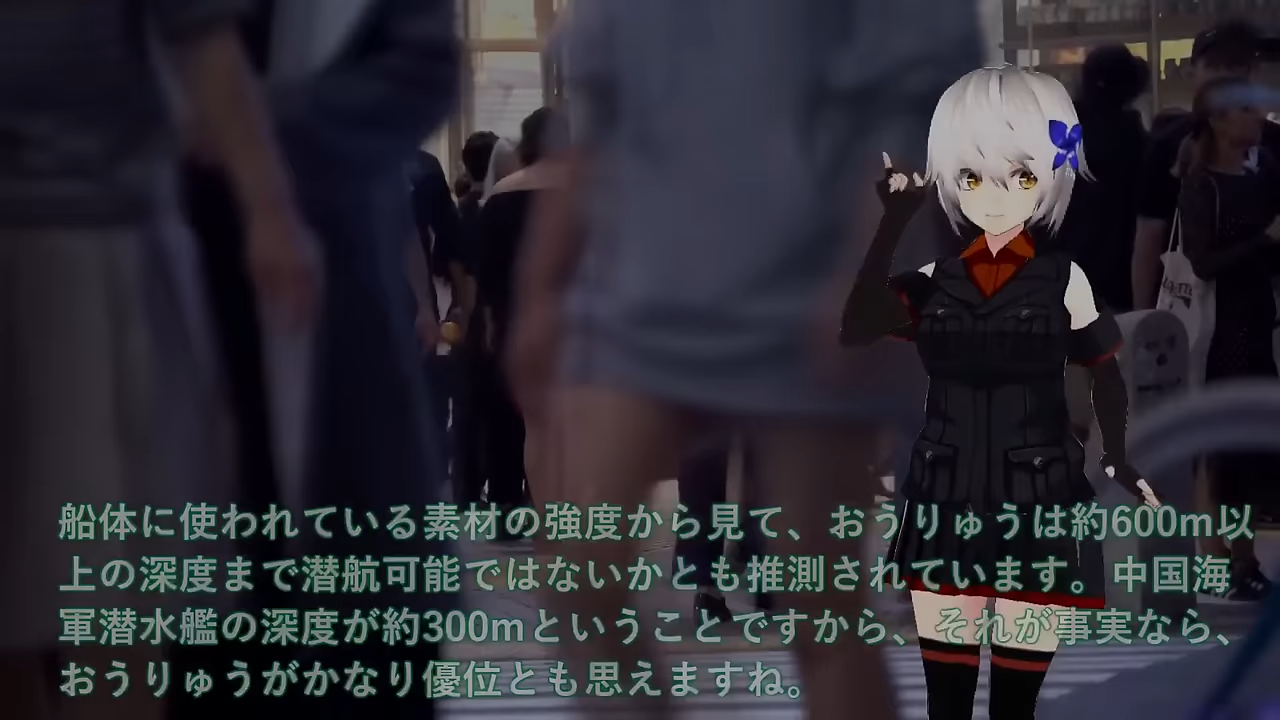 船体に使われている素材の強度から見て、おうりゅうは約600m以
上の深度まで潜航可能ではないかとも推測されています。中国海
軍潜水艦の深度が約300mということですから、それが事実なら、
おうりゅうがかなり優位とも思えますね。